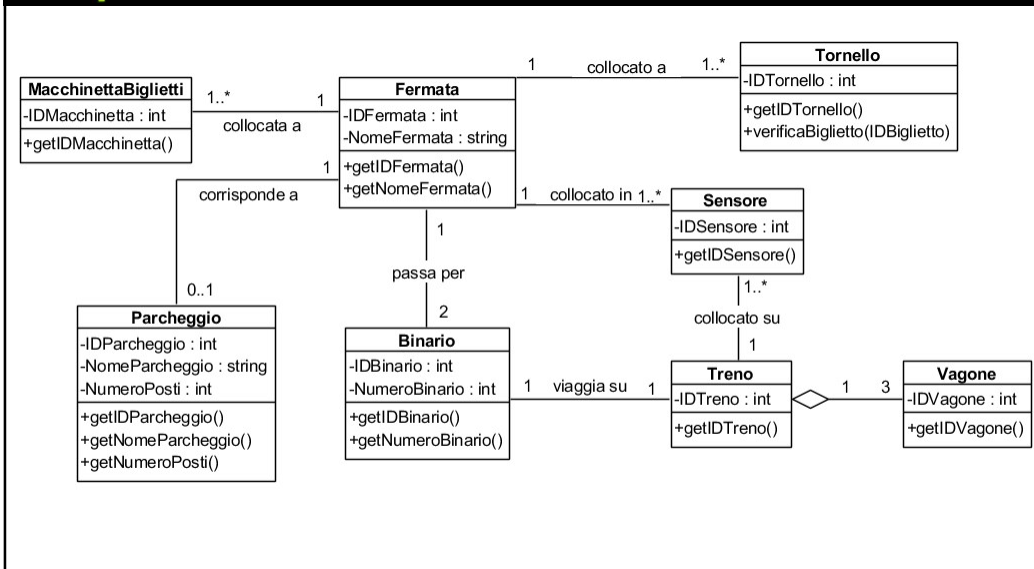 MacchinettaBiglietti
-IDMacchinetta : int
+getIDMacchinetta()
1..*
1
collocata a
Fermata
-IDFermata : int
-NomeFermata : string
+getIDFermata()
+getNomeFermata()
1
collocato a
1..*
Tornello
-IDTornello : int
+getIDTornello()
+verificaBiglietto(IDBiglietto)
1
corrisponde a
0..1
Parcheggio
-IDParcheggio : int
-NomeParcheggio : string
-NumeroPosti : int
+getIDParcheggio()
+getNomeParcheggio()
+getNumeroPosti()
1
passa per
2
Binario
-IDBinario : int
-NumeroBinario : int
+getIDBinario()
+getNumeroBinario()
1
collocato in
1..*
Sensore
-IDSensore : int
+getIDSensore()
1..*
collocato su
1
1
viaggia su
1
Treno
-IDTreno : int
+getIDTreno()
1
3
Vagone
-IDVagone : int
+getIDVagone()